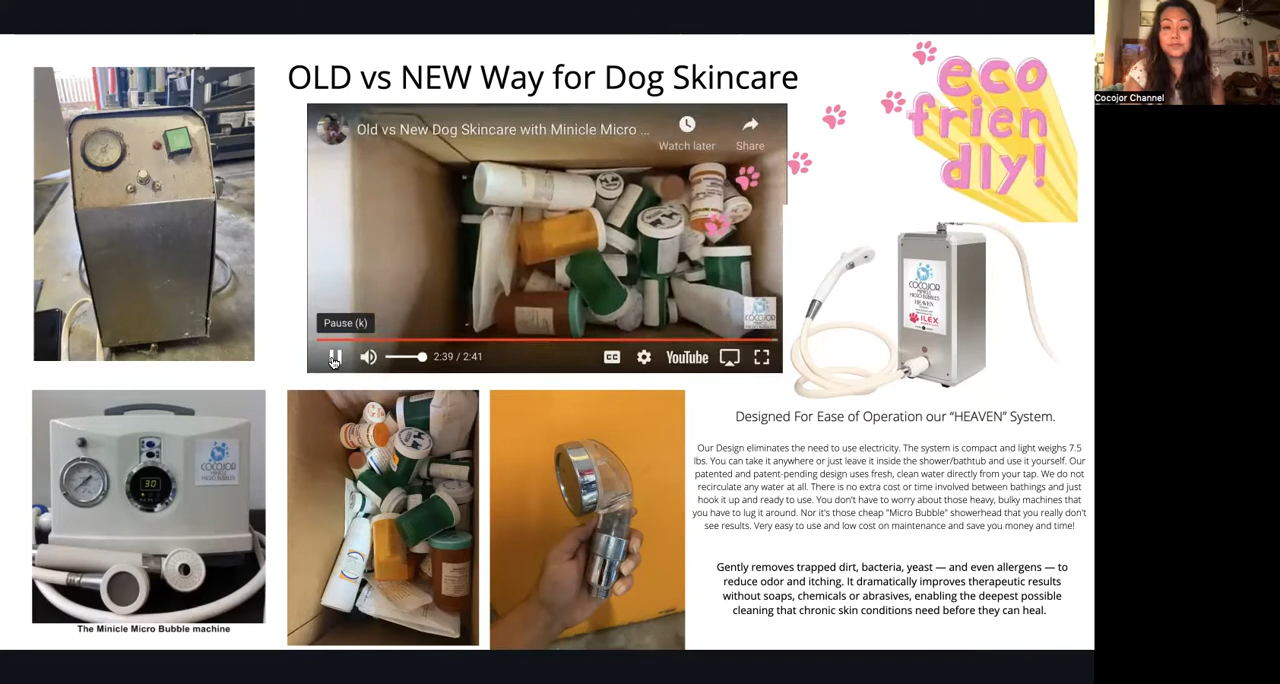 Cocojor Channel
OLD vs NEW Way for Dog Skincare
eco
frien
dly!
Old vs New Dog Skincare with Minicle Micro ...
Watch later
Share
Pause (k)
2:39 / 2:41
CC
YouTube
COCOJOR
MINICLE
MICRO BUBBLES
HEAVEN
ILEX
30
COCOJOR
The Minicle Micro Bubble machine
Designed For Ease of Operation our “HEAVEN” System.
Our Design eliminates the need to use electricity. The system is compact and light weighs 7.5
lbs. You can take it anywhere or just leave it inside the shower/bathtub and use it yourself. Our
patented and patent-pending design uses fresh, clean water directly from your tap. We do not
recirculate any water at all. There is no extra cost or time involved between bathings and just
hook it up and ready to use. You don't have to worry about those heavy, bulky machines that
you have to lug it around. Nor it's those cheap "Micro Bubble" showerhead that you really don't
see results. Very easy to use and low cost on maintenance and save you money and time!
Gently removes trapped dirt, bacteria, yeast — and even allergens — to
reduce odor and itching. It dramatically improves therapeutic results
without soaps, chemicals or abrasives, enabling the deepest possible
cleaning that chronic skin conditions need before they can heal.